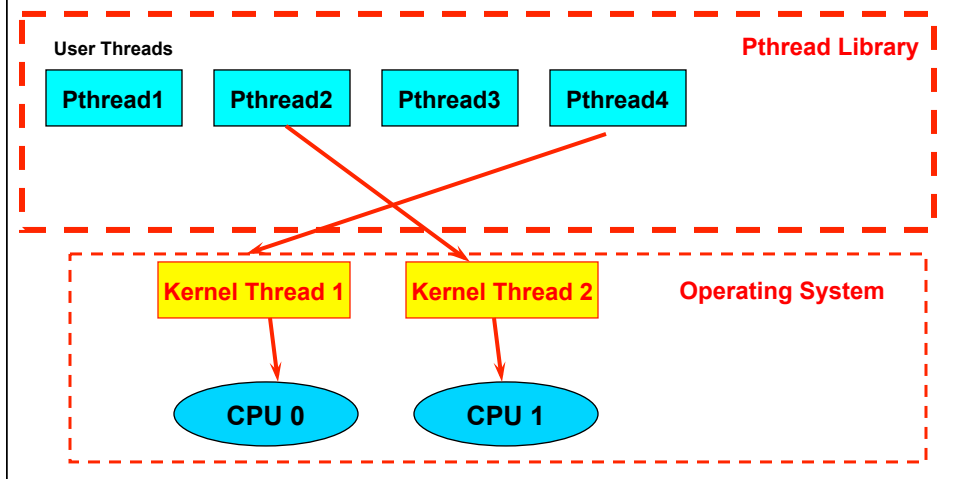 Pthread Library
User Threads
Pthread1
Pthread2
Pthread3
Pthread4
Kernel Thread 1
Kernel Thread 2
Operating System
CPU 0
CPU 1